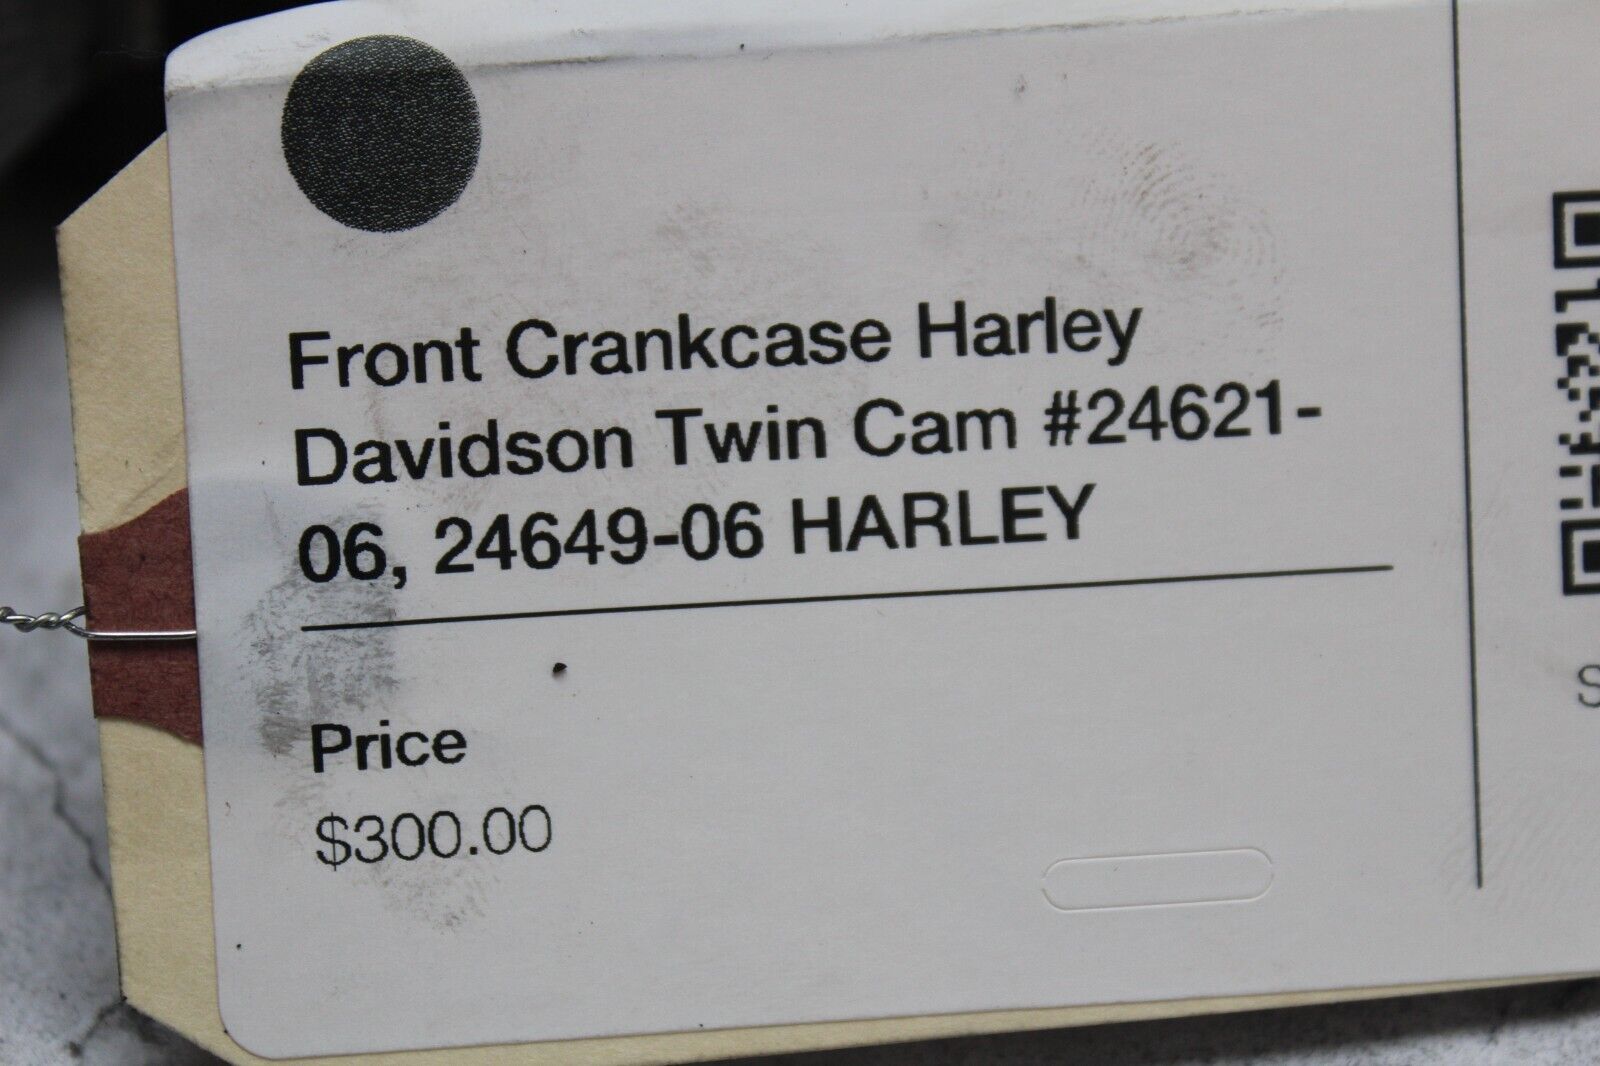 Front Crankcase Harley
Davidson Twin Cam #24621-
06, 24649-06 HARLEY
Price
$300.00
S